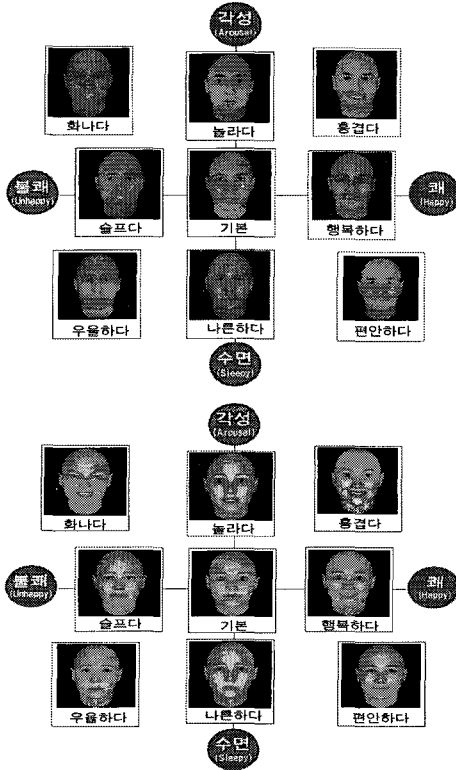 각성
(Arousal)
화나다
놀라다
흥겹다
불쾌
(Unhappy)
쾌
(Happy)
슬프다
기본
행복하다
우울하다
나른하다
편안하다
수면
(Sleepy)
각성
(Arousal)
화나다
놀라다
흥겹다
불쾌
(Unhappy)
쾌
(Happy)
슬프다
기본
행복하다
우울하다
나른하다
편안하다
수면
(Sleepy)